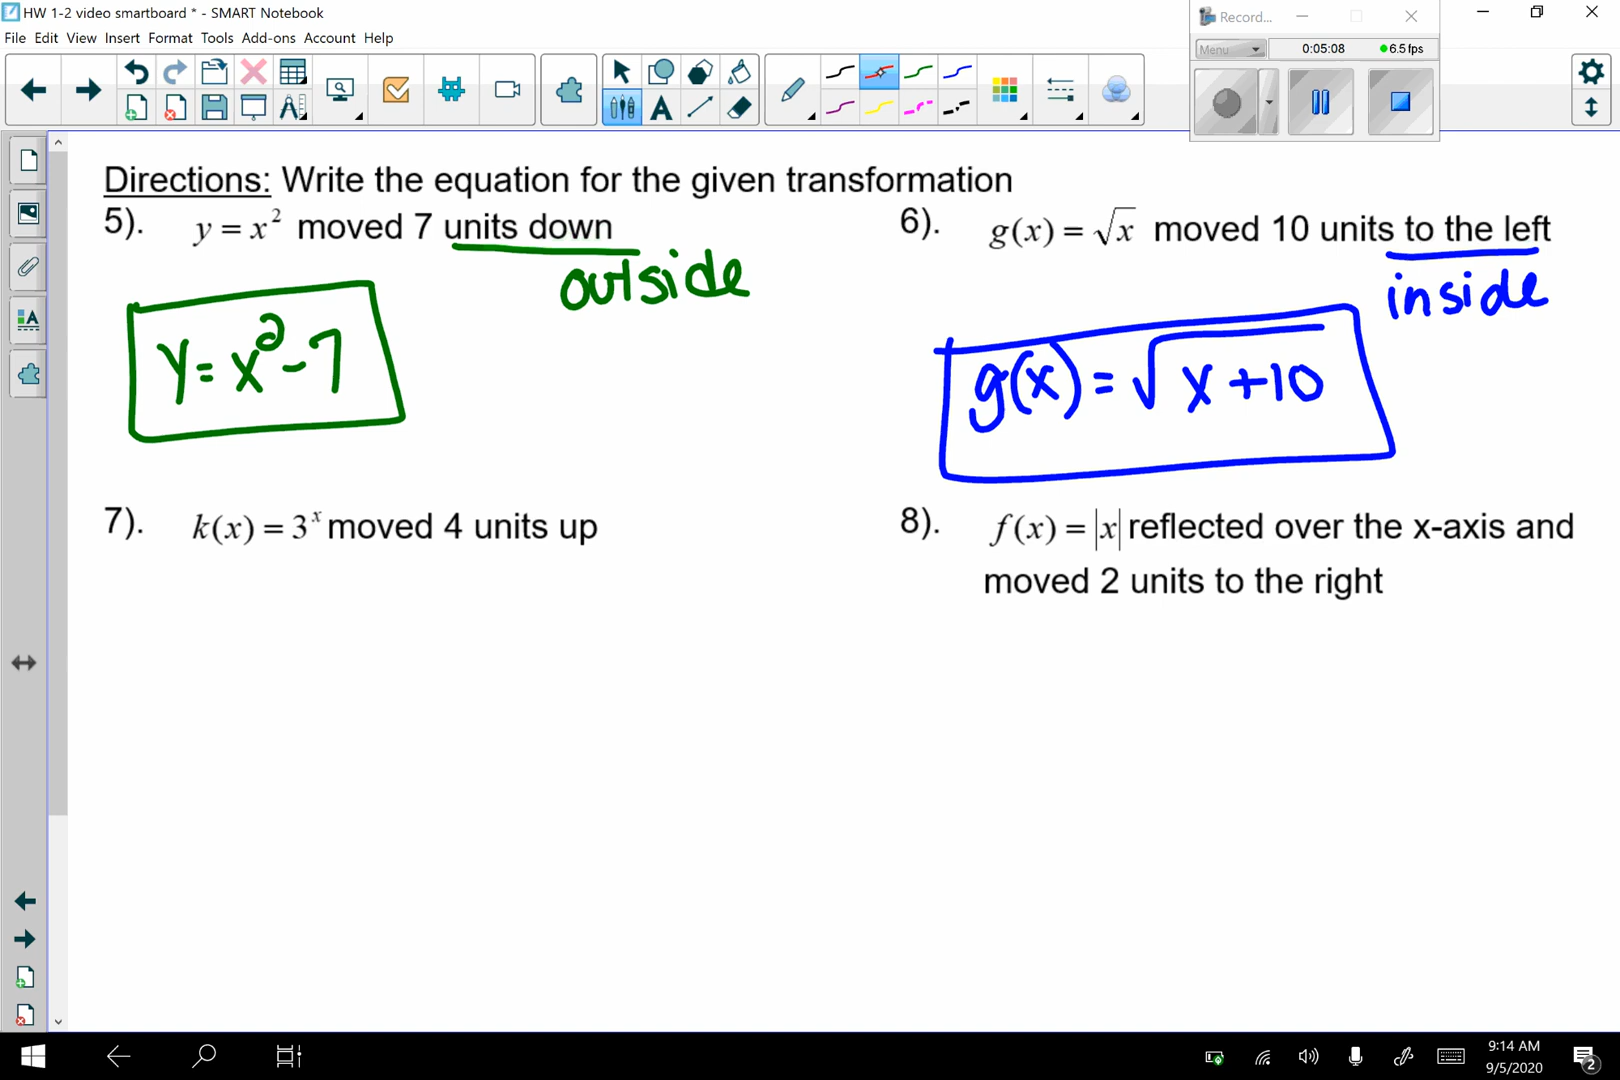 HW 1-2 video smartboard * - SMART Notebook
File Edit View Insert Format Tools Add-ons Account Help
Record...
Menu 0:05:08 6.5 fps
Directions: Write the equation for the given transformation
5). y = x² moved 7 units down
outside
y = x² - 7
6). g(x) = √x moved 10 units to the left
inside
g(x) = √x + 10
7). k(x) = 3ˣ moved 4 units up
8). f(x) = |x| reflected over the x-axis and
moved 2 units to the right
9:14 AM
9/5/2020
2